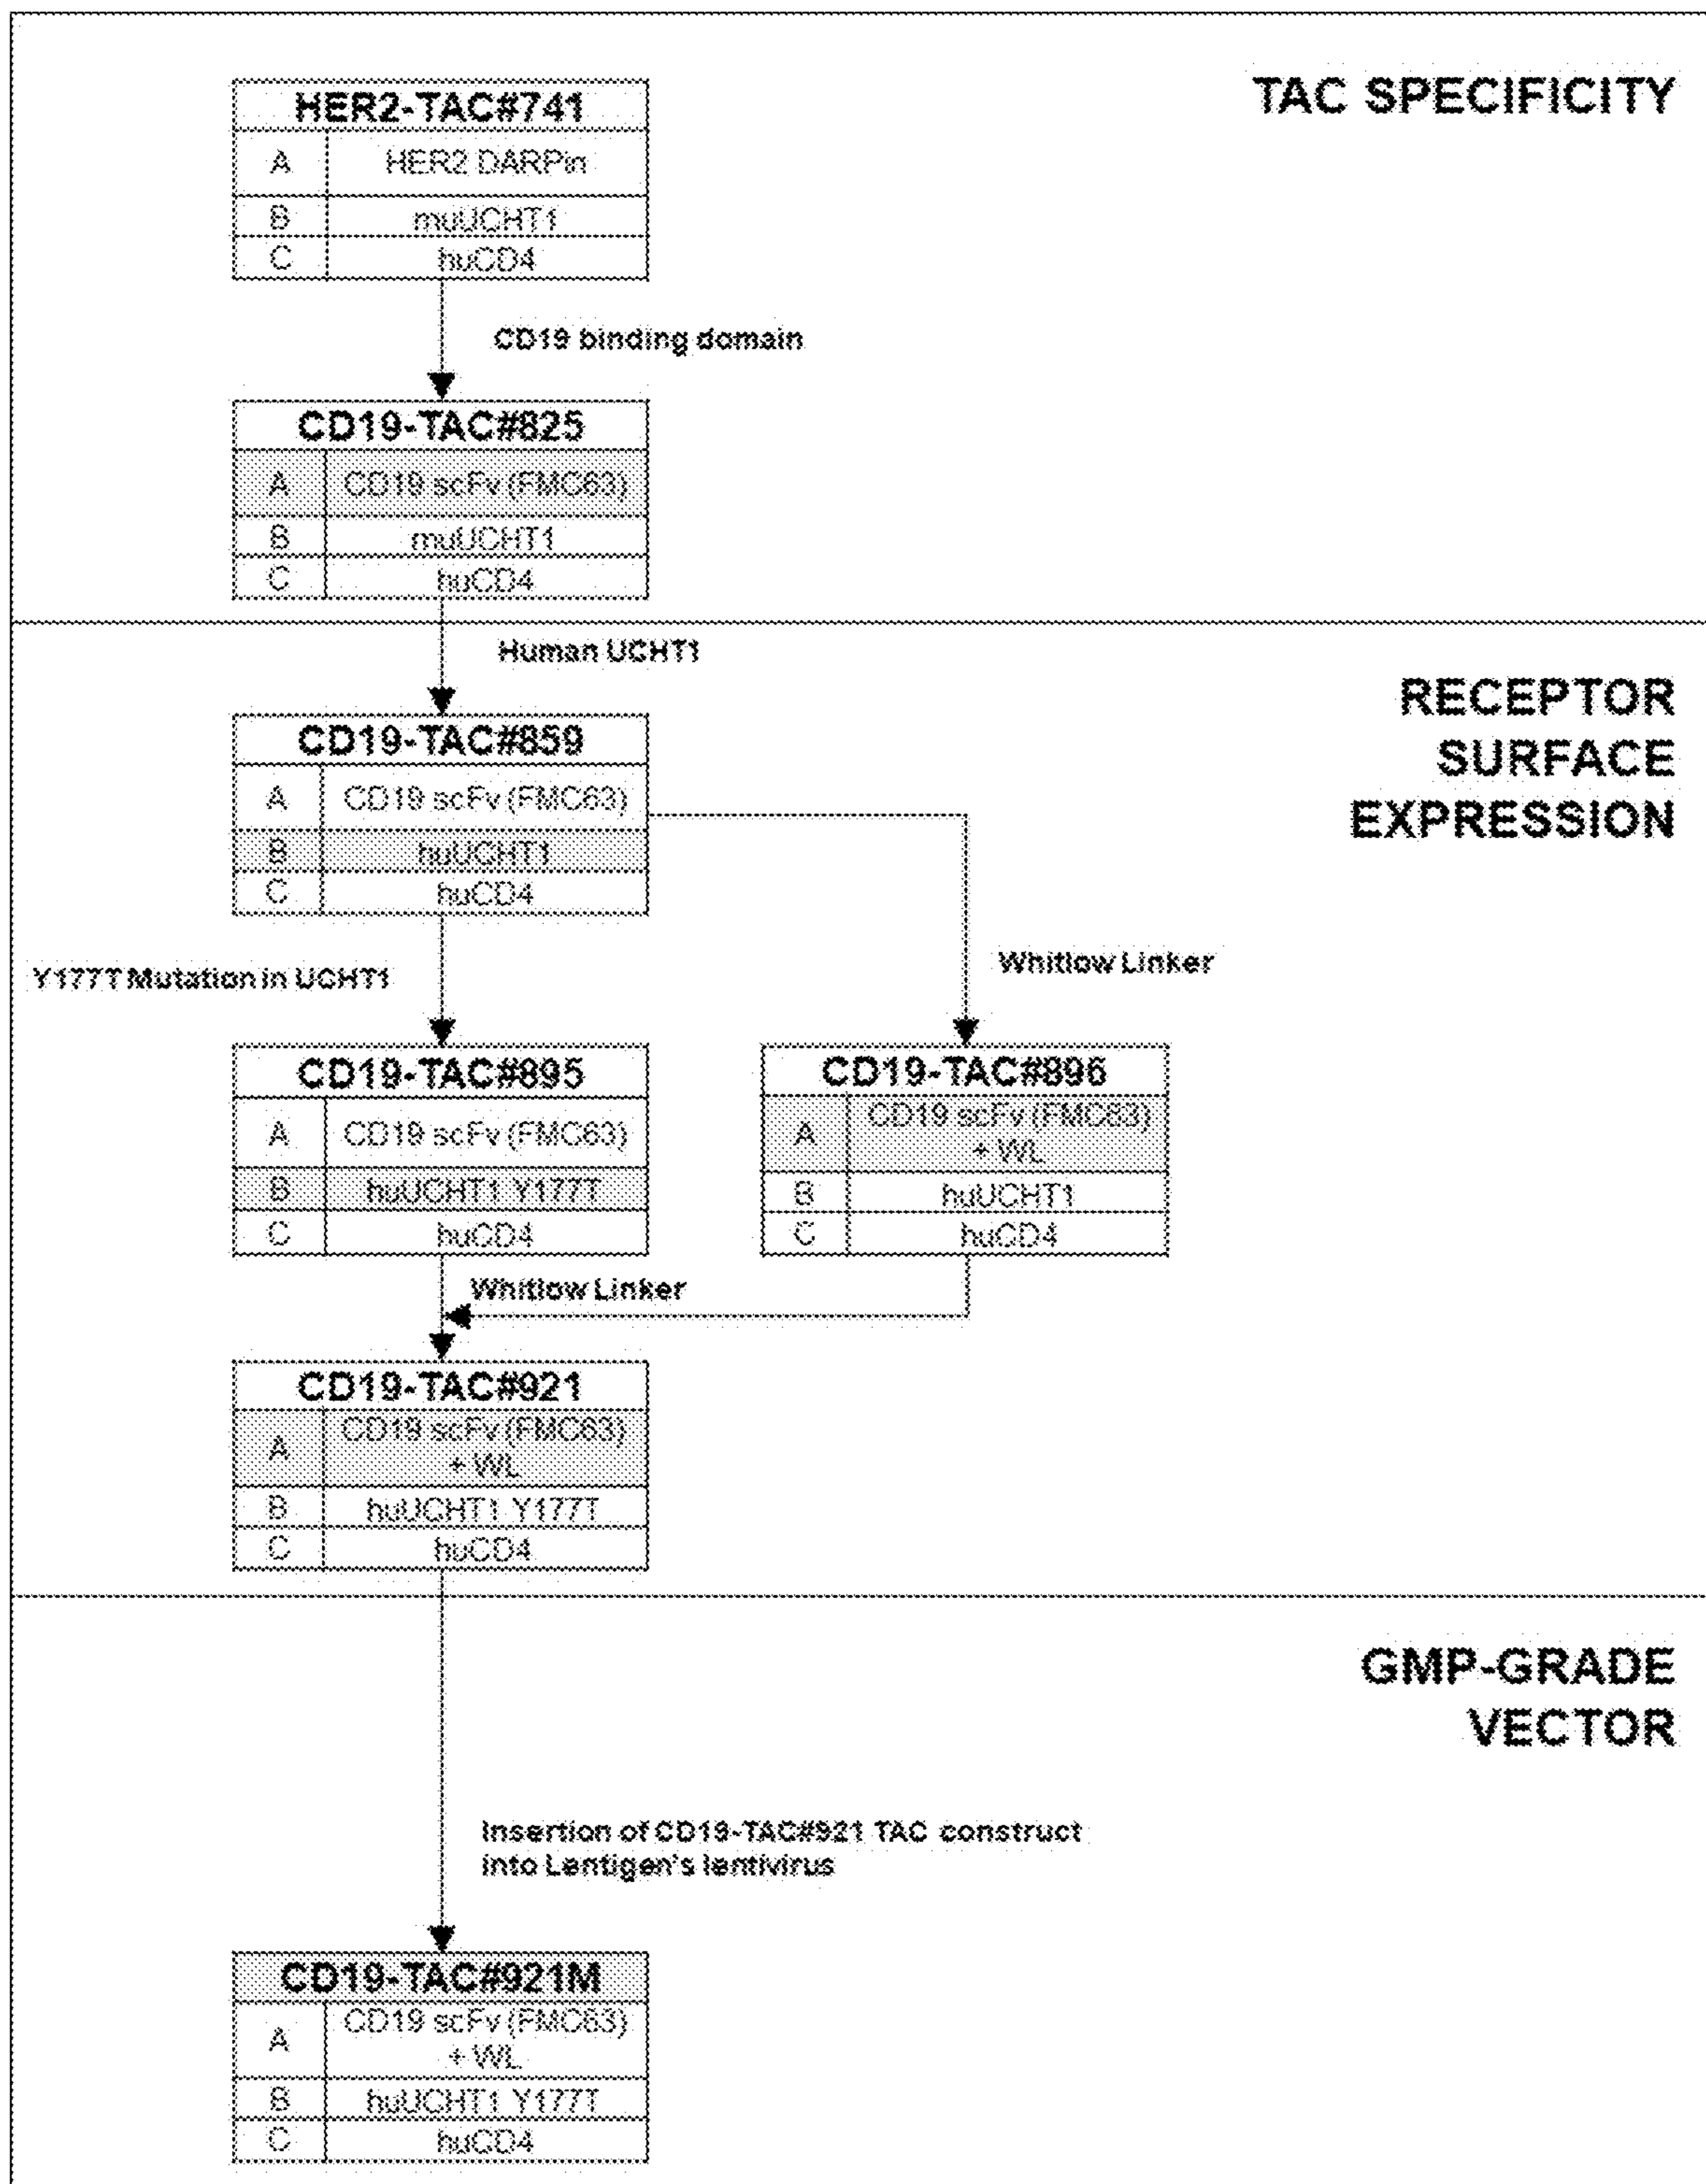 TAC SPECIFICITY
HER2-TAC#741
A HER2 DARPin
B muUCHT1
C huCD4
CD19 binding domain
CD19-TAC#825
A CD19 scFv (FMC63)
B muUCHT1
C huCD4
Human UCHT1
RECEPTOR
SURFACE
EXPRESSION
CD19-TAC#859
A CD19 scFv (FMC63)
B huUCHT1
C huCD4
Y177T Mutation in UCHT1
Whitlow Linker
CD19-TAC#895
A CD19 scFv (FMC63)
B huUCHT1 Y177T
C huCD4
CD19-TAC#896
A CD19 scFv (FMC63)
+ WL
B huUCHT1
C huCD4
Whitlow Linker
CD19-TAC#921
A CD19 scFv (FMC63)
+ WL
B huUCHT1 Y177T
C huCD4
GMP-GRADE
VECTOR
Insertion of CD19-TAC#921 TAC construct
into Lentigen's lentivirus
CD19-TAC#921M
A CD19 scFv (FMC63)
+ WL
B huUCHT1 Y177T
C huCD4